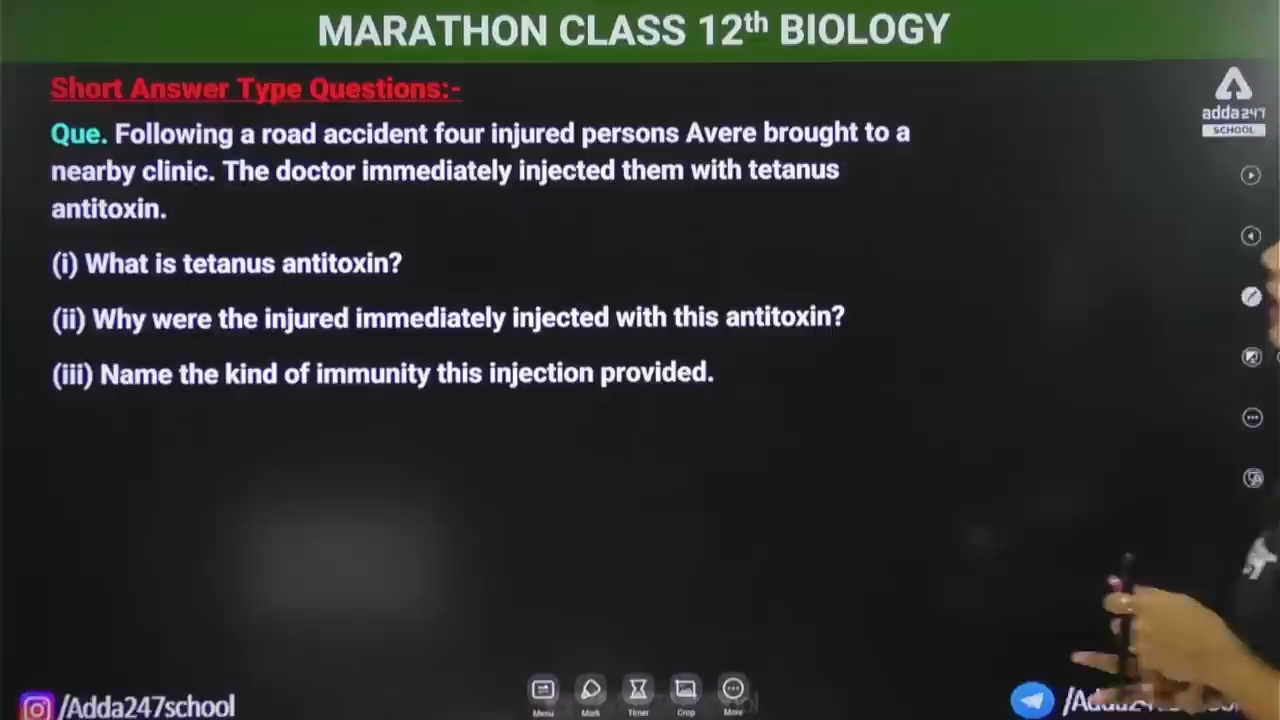 MARATHON CLASS 12th BIOLOGY
Short Answer Type Questions:-
adda247
SCHOOL
Que. Following a road accident four injured persons Avere brought to a
nearby clinic. The doctor immediately injected them with tetanus
antitoxin.
(i) What is tetanus antitoxin?
(ii) Why were the injured immediately injected with this antitoxin?
(iii) Name the kind of immunity this injection provided.
Menu Mark Timer Crop More
/Adda247school